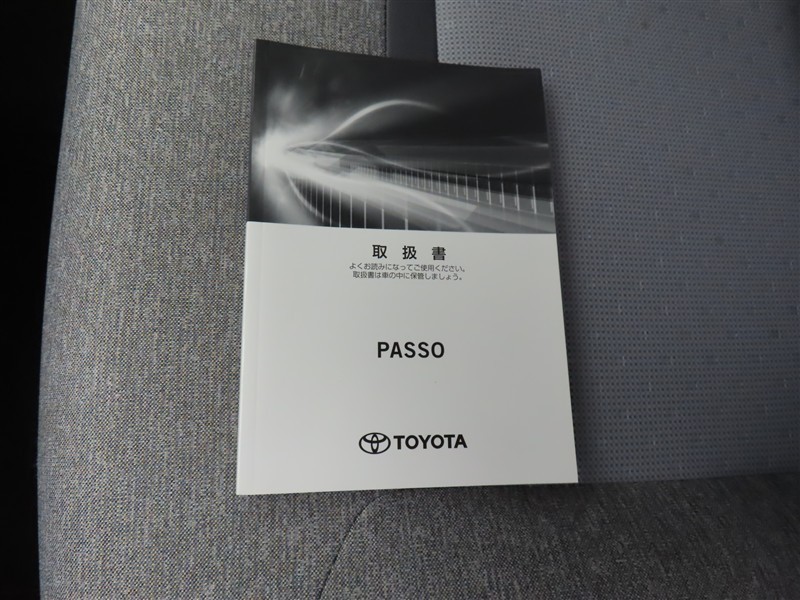 取扱書
よくお読みになってご使用ください。
取扱書は車の中に保管しましょう。
PASSO
TOYOTA